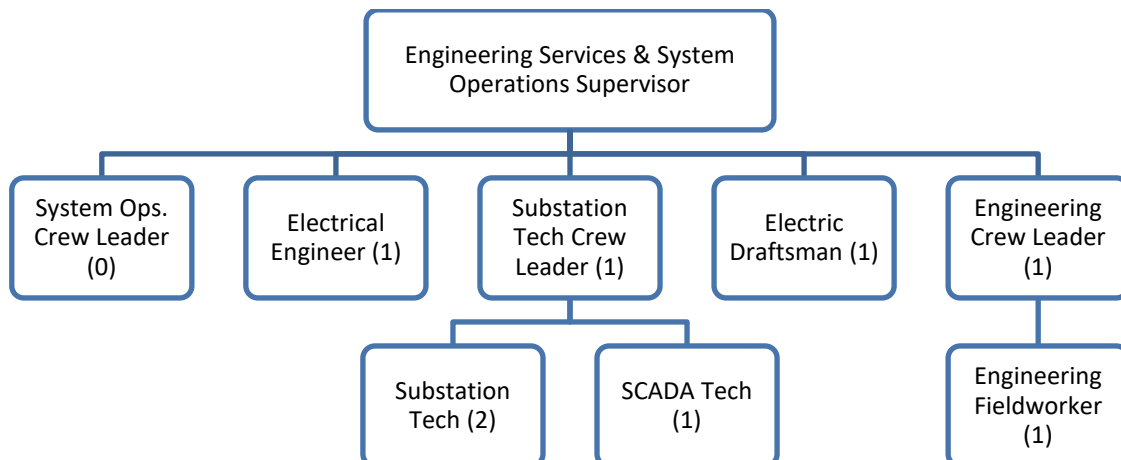 Engineering Services & System
Operations Supervisor
System Ops.
Crew Leader
(0)
Electrical
Engineer (1)
Substation
Tech Crew
Leader (1)
Electric
Draftsman (1)
Engineering
Crew Leader
(1)
Substation
Tech (2)
SCADA Tech
(1)
Engineering
Fieldworker
(1)